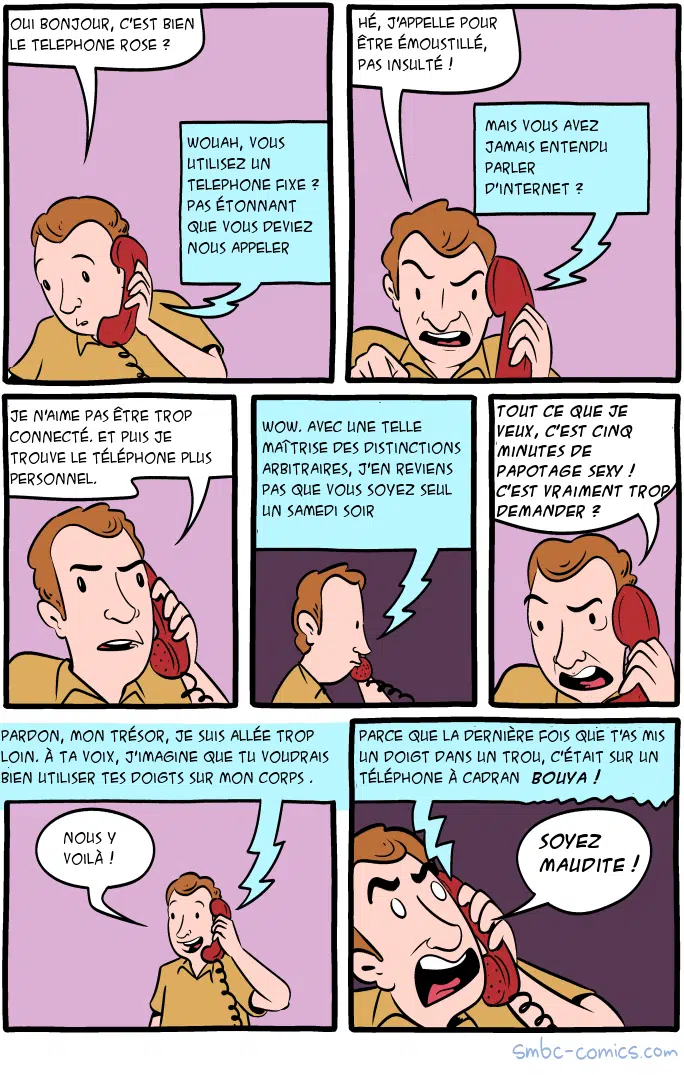 OUI BONJOUR, C'EST BIEN
LE TELEPHONE ROSE ?
WOUAH, VOUS
UTILISEZ UN
TELEPHONE FIXE ?
PAS ÉTONNANT
QUE VOUS DEVIEZ
NOUS APPELER
HÉ, J'APPELLE POUR
ÊTRE ÉMOUSTILLÉ,
PAS INSULTÉ !
MAIS VOUS AVEZ
JAMAIS ENTENDU
PARLER
D'INTERNET ?
JE N'AIME PAS ÊTRE TROP
CONNECTÉ. ET PUIS JE
TROUVE LE TÉLÉPHONE PLUS
PERSONNEL.
WOW. AVEC UNE TELLE
MAÎTRISE DES DISTINCTIONS
ARBITRAIRES, J'EN REVIENS
PAS QUE VOUS SOYEZ SEUL
UN SAMEDI SOIR
TOUT CE QUE JE
VEUX, C'EST CINQ
MINUTES DE
PAPOTAGE SEXY !
C'EST VRAIMENT TROP
DEMANDER ?
PARDON, MON TRÉSOR, JE SUIS ALLÉE TROP
LOIN. À TA VOIX, J'IMAGINE QUE TU VOUDRAIS
BIEN UTILISER TES DOIGTS SUR MON CORPS .
NOUS Y
VOILÀ !
PARCE QUE LA DERNIÈRE FOIS QUE T'AS MIS
UN DOIGT DANS UN TROU, C'ÉTAIT SUR UN
TÉLÉPHONE À CADRAN BOUYA !
SOYEZ
MAUDITE !
smbc-comics.com